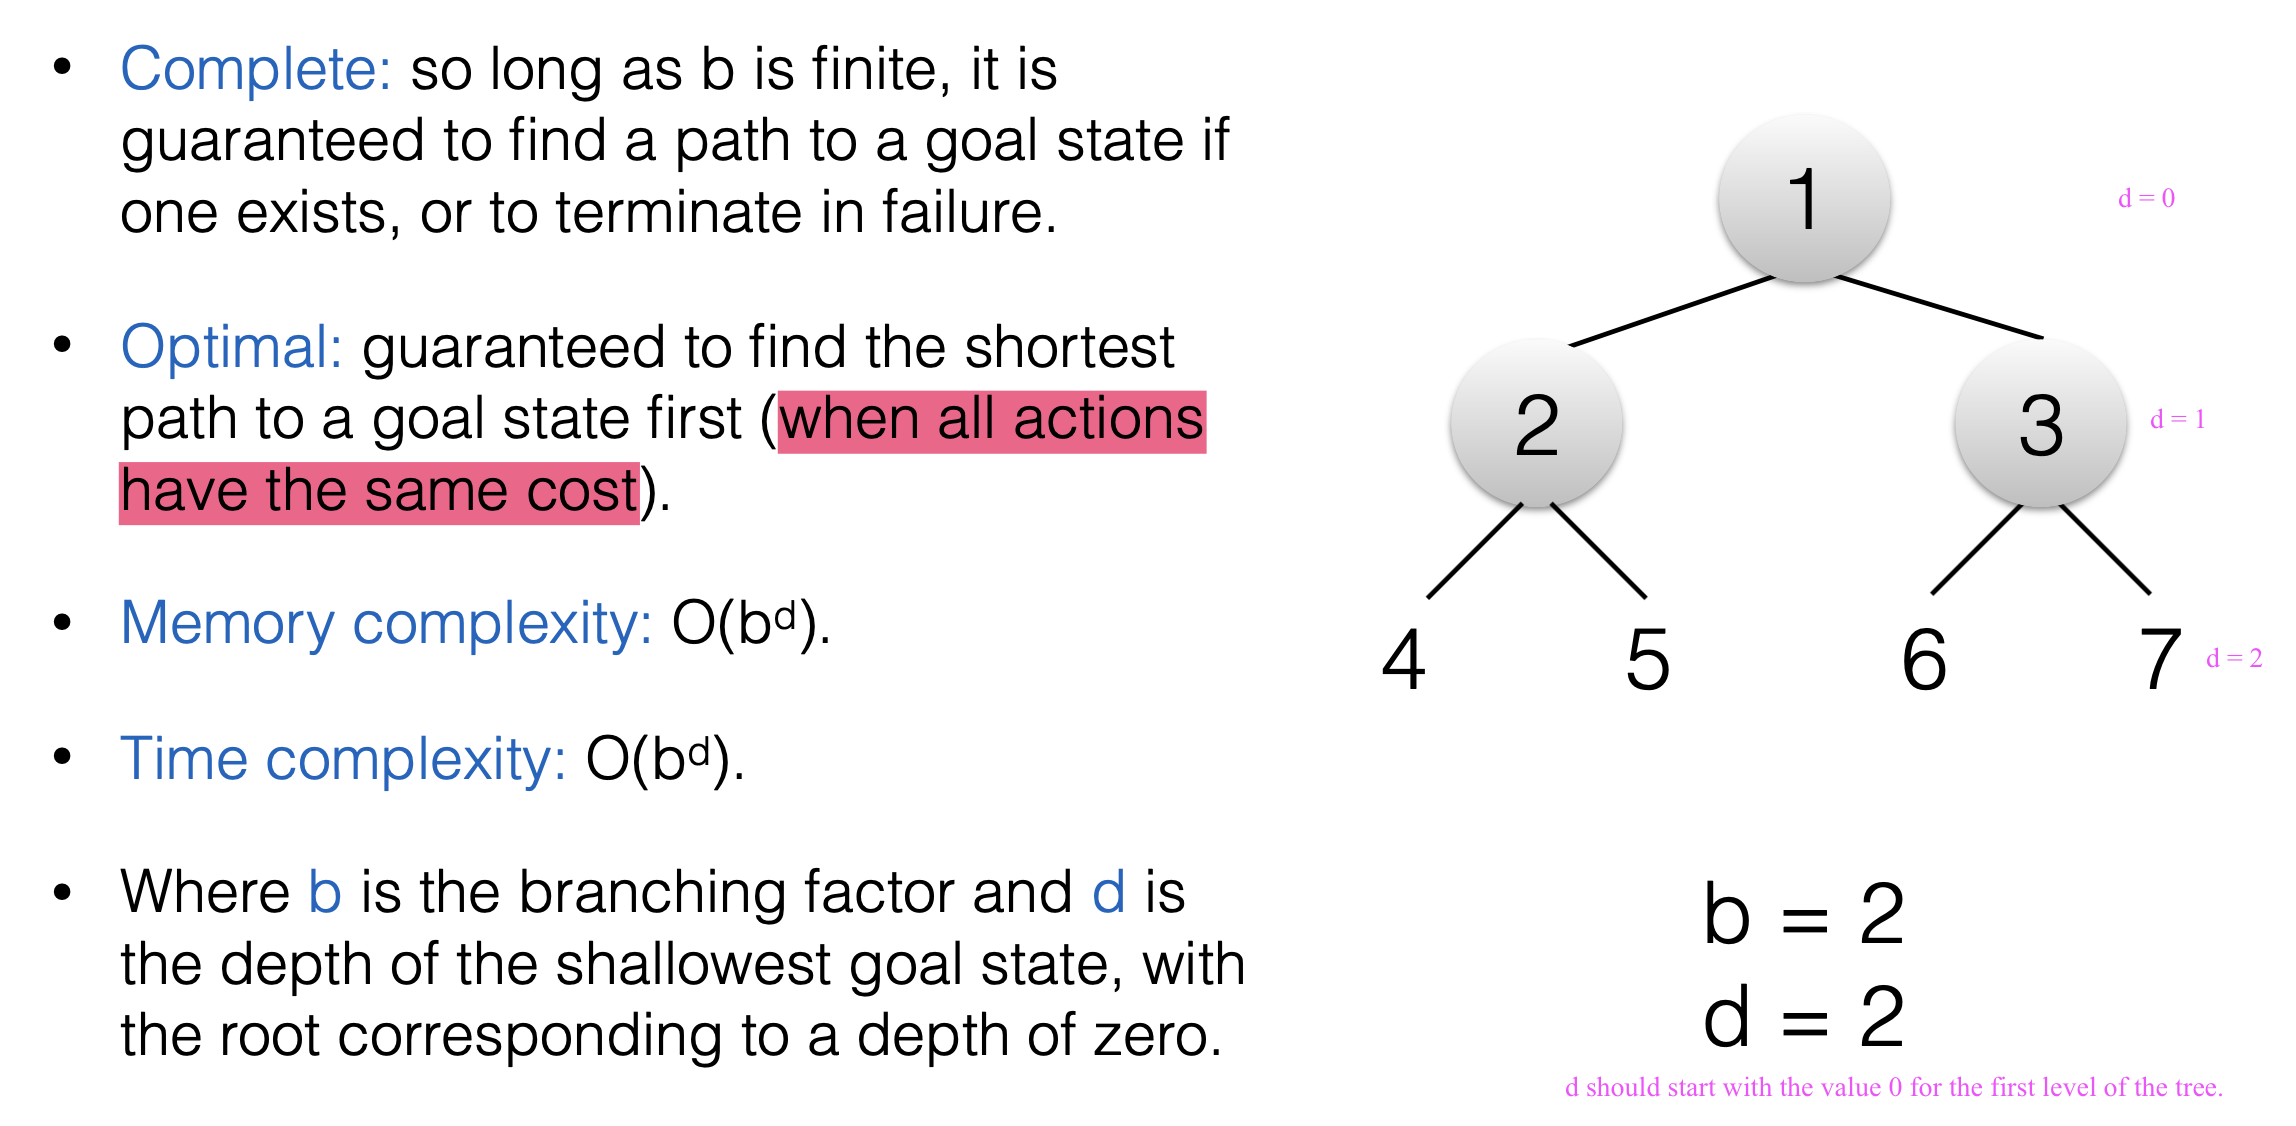 • Complete: so long as b is finite, it is
guaranteed to find a path to a goal state if
one exists, or to terminate in failure.
• Optimal: guaranteed to find the shortest
path to a goal state first (when all actions
have the same cost).
• Memory complexity: O(bᵈ).
• Time complexity: O(bᵈ).
• Where b is the branching factor and d is
the depth of the shallowest goal state, with
the root corresponding to a depth of zero.
1 d = 0
2 3 d = 1
4 5 6 7 d = 2
b = 2
d = 2
d should start with the value 0 for the first level of the tree.